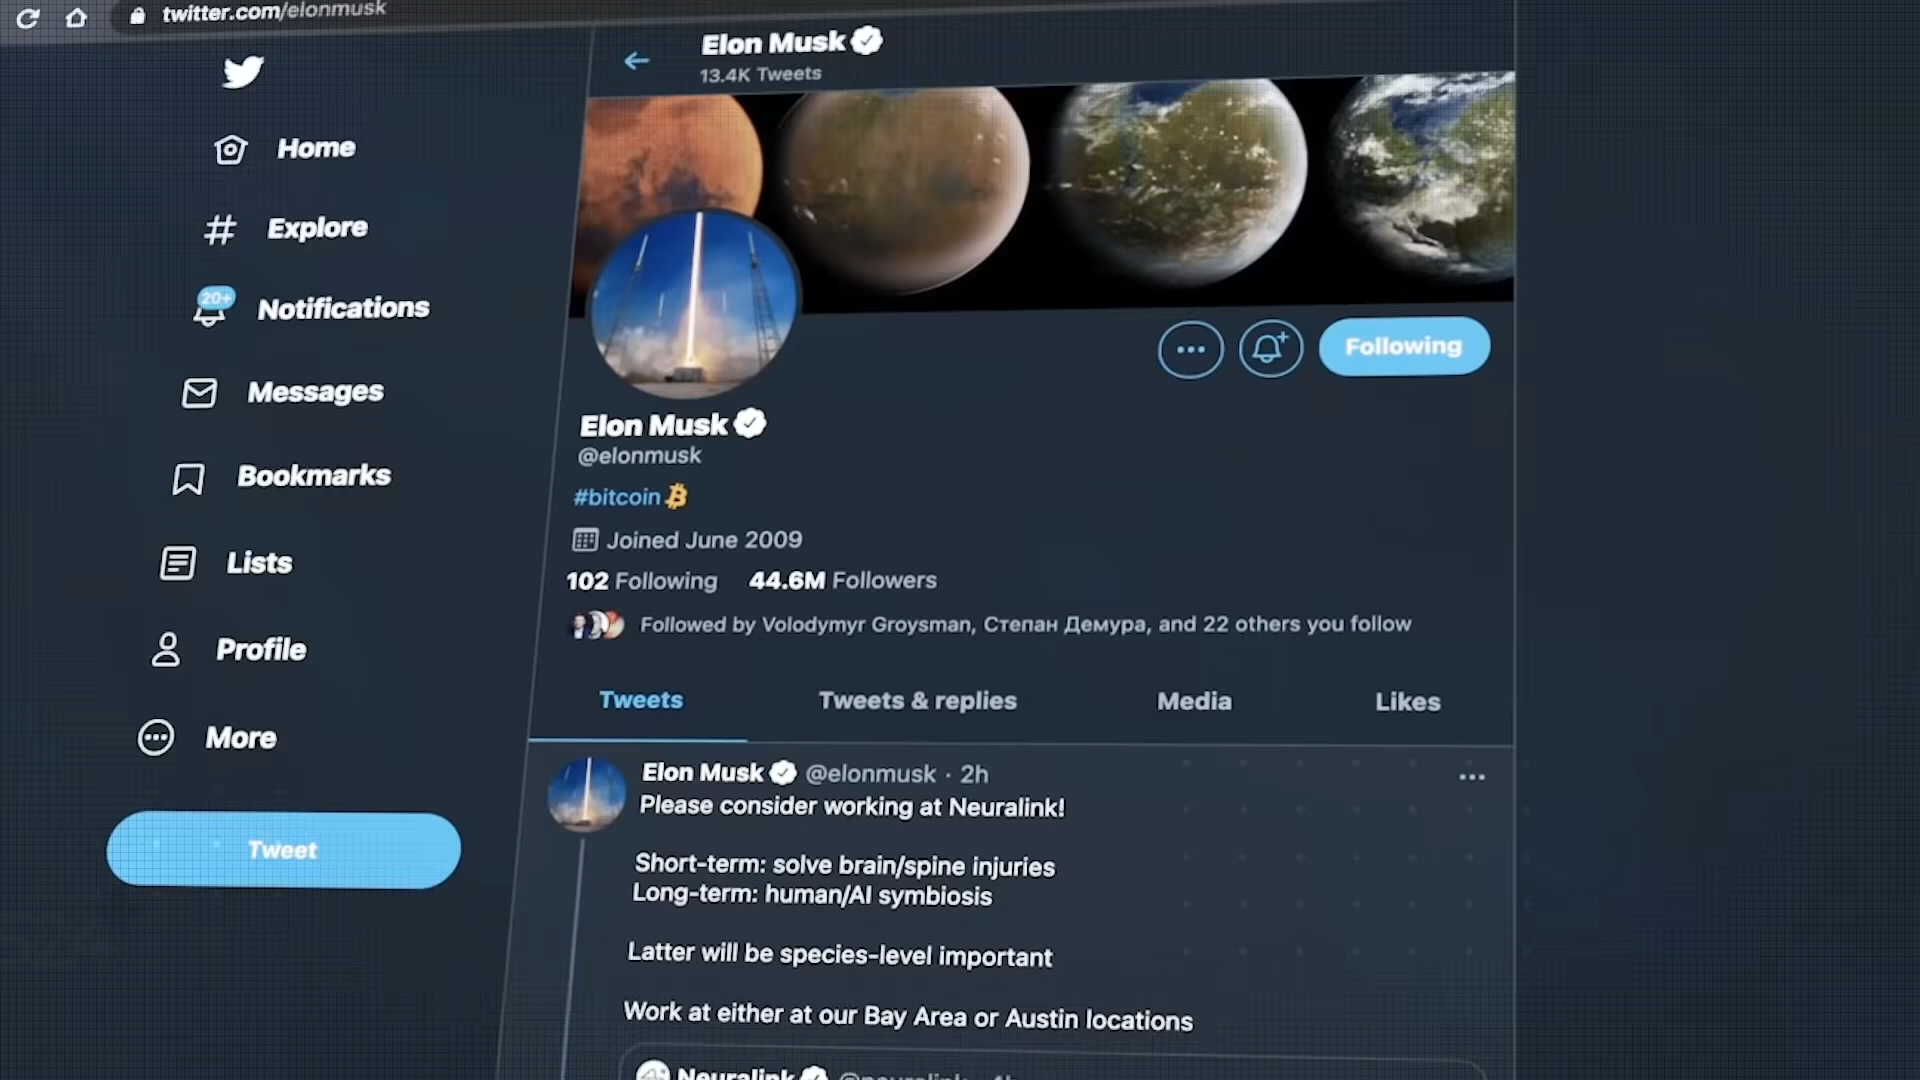 twitter.com/elonmusk
Elon Musk
13.4K Tweets
Home
Explore
20+
Notifications
Messages
Bookmarks
Lists
Profile
More
Tweet
Following
Elon Musk
@elonmusk
#bitcoin
Joined June 2009
102 Following 44.6M Followers
Followed by Volodymyr Groysman, Степан Демура, and 22 others you follow
Tweets Tweets & replies Media Likes
Elon Musk @elonmusk · 2h
Please consider working at Neuralink!
Short-term: solve brain/spine injuries
Long-term: human/AI symbiosis
Latter will be species-level important
Work at either at our Bay Area or Austin locations
Neuralink @neuralink